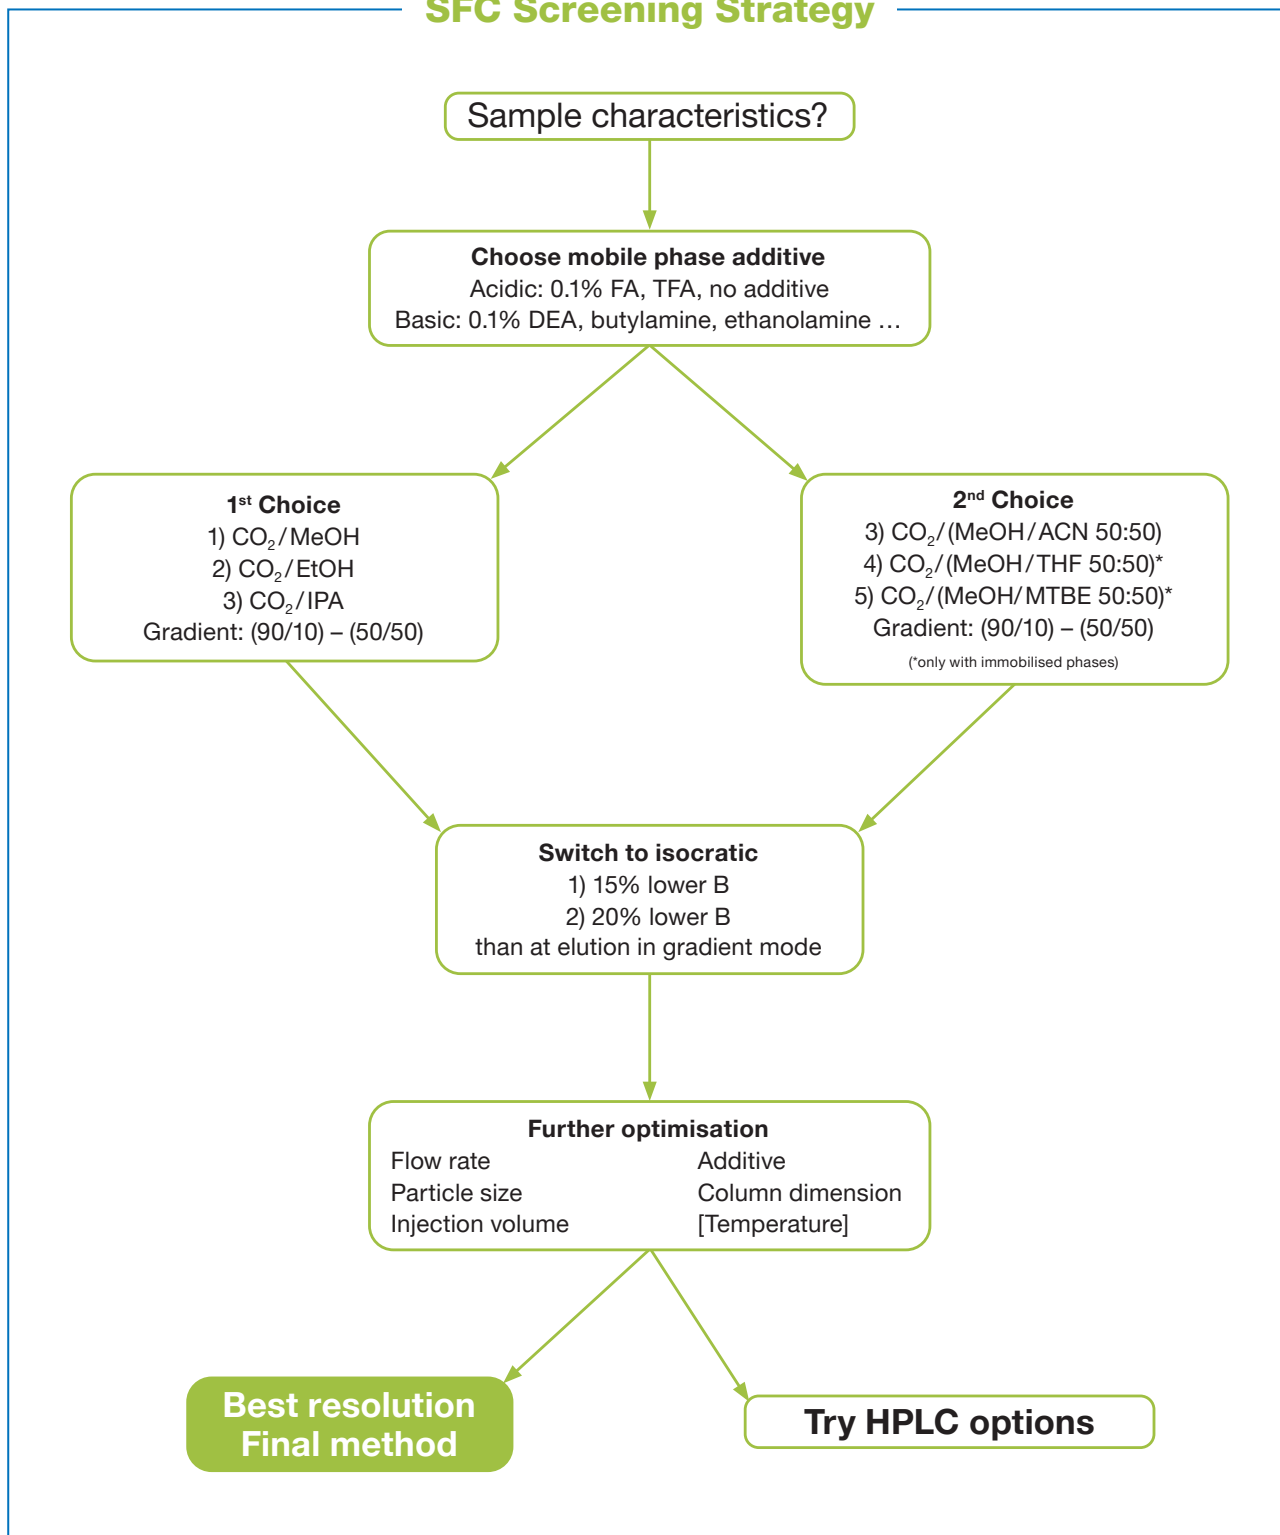 SFC Screening Strategy
Sample characteristics?
Choose mobile phase additive
Acidic: 0.1% FA, TFA, no additive
Basic: 0.1% DEA, butylamine, ethanolamine …
1st Choice
1) CO₂/MeOH
2) CO₂/EtOH
3) CO₂/IPA
Gradient: (90/10) – (50/50)
2nd Choice
3) CO₂/(MeOH/ACN 50:50)
4) CO₂/(MeOH/THF 50:50)*
5) CO₂/(MeOH/MTBE 50:50)*
Gradient: (90/10) – (50/50)
(*only with immobilised phases)
Switch to isocratic
1) 15% lower B
2) 20% lower B
than at elution in gradient mode
Further optimisation
Flow rate
Particle size
Injection volume
Additive
Column dimension
[Temperature]
Best resolution
Final method
Try HPLC options